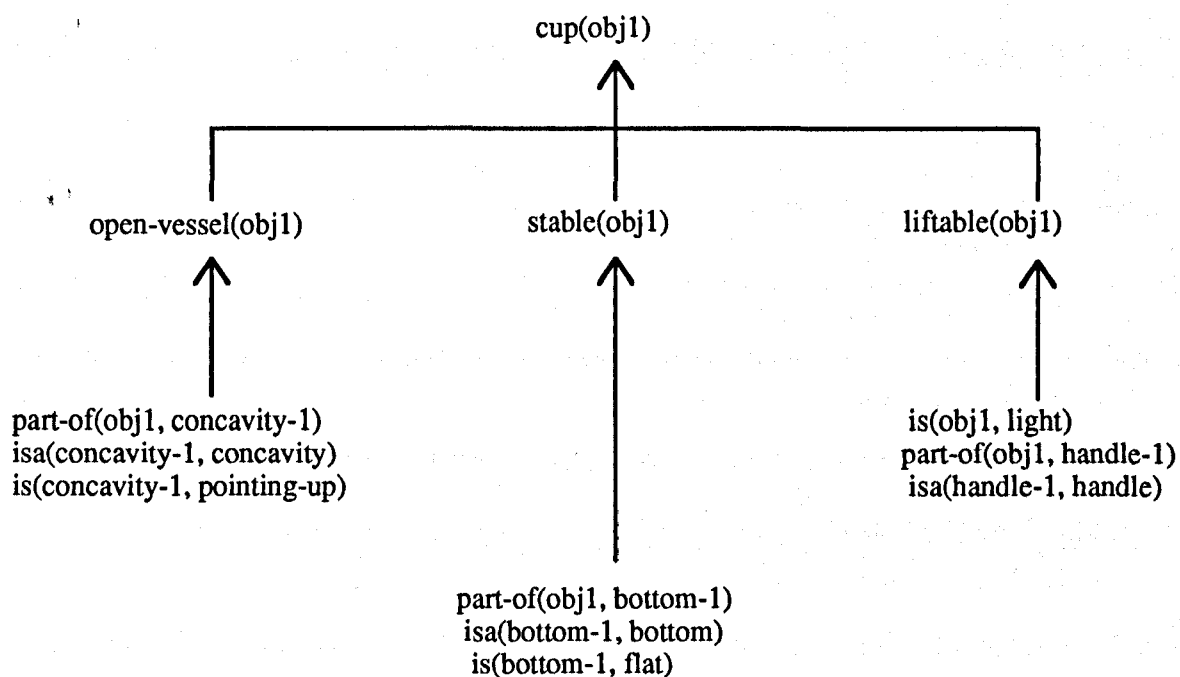 cup(obj1)
open-vessel(obj1)
stable(obj1)
liftable(obj1)
part-of(obj1, concavity-1)
isa(concavity-1, concavity)
is(concavity-1, pointing-up)
is(obj1, light)
part-of(obj1, handle-1)
isa(handle-1, handle)
part-of(obj1, bottom-1)
isa(bottom-1, bottom)
is(bottom-1, flat)